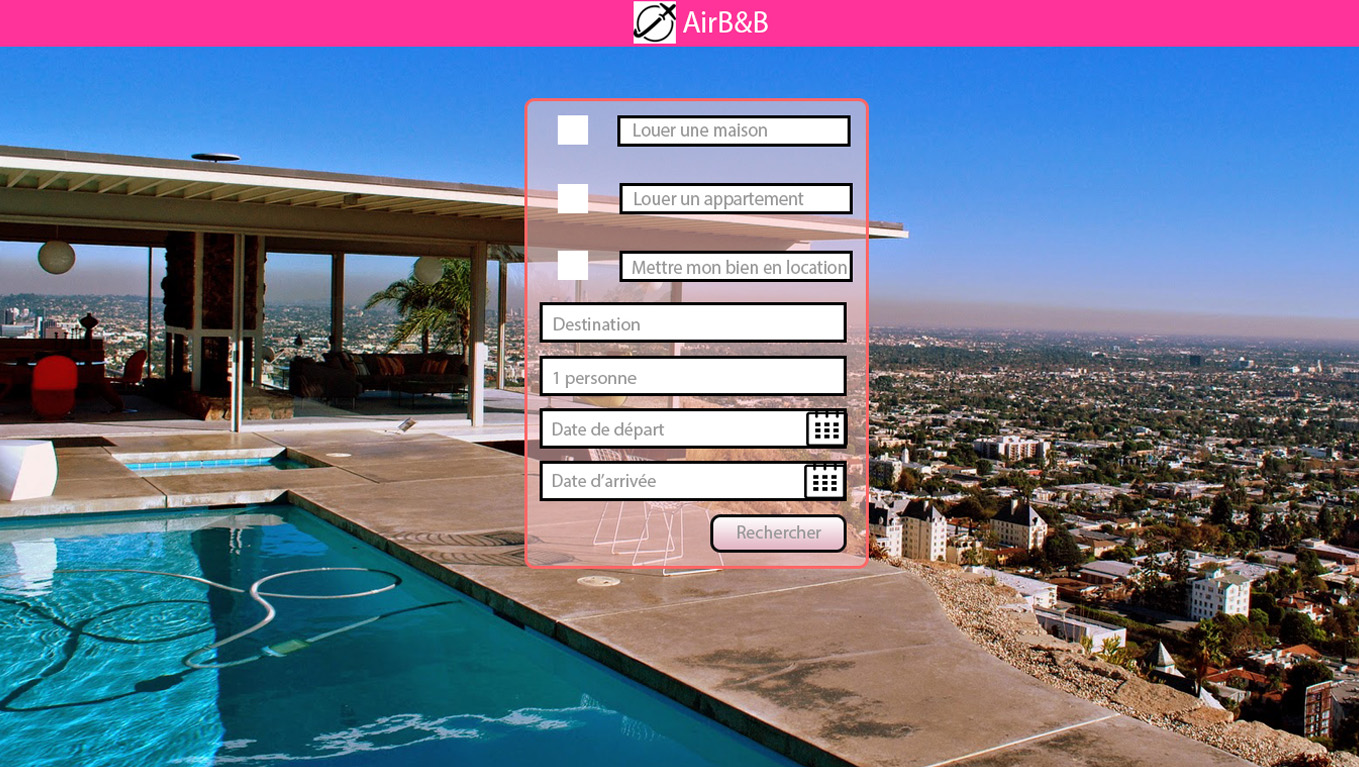 AirB&B
Louer une maison
Louer un appartement
Mettre mon bien en location
Destination
1 personne
Date de départ
Date d'arrivée
Rechercher